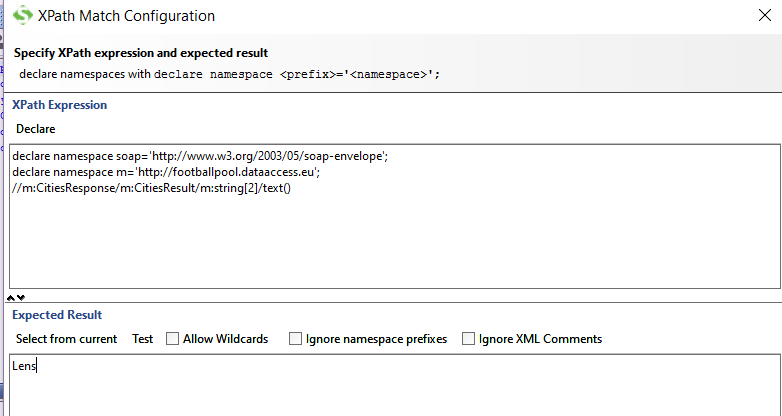 XPath Match Configuration
Specify XPath expression and expected result
declare namespaces with declare namespace <prefix>='<namespace>';
XPath Expression
Declare
declare namespace soap='http://www.w3.org/2003/05/soap-envelope';
declare namespace m='http://footballpool.dataaccess.eu';
//m:CitiesResponse/m:CitiesResult/m:string[2]/text()
Expected Result
Select from current Test Allow Wildcards Ignore namespace prefixes Ignore XML Comments
Lens